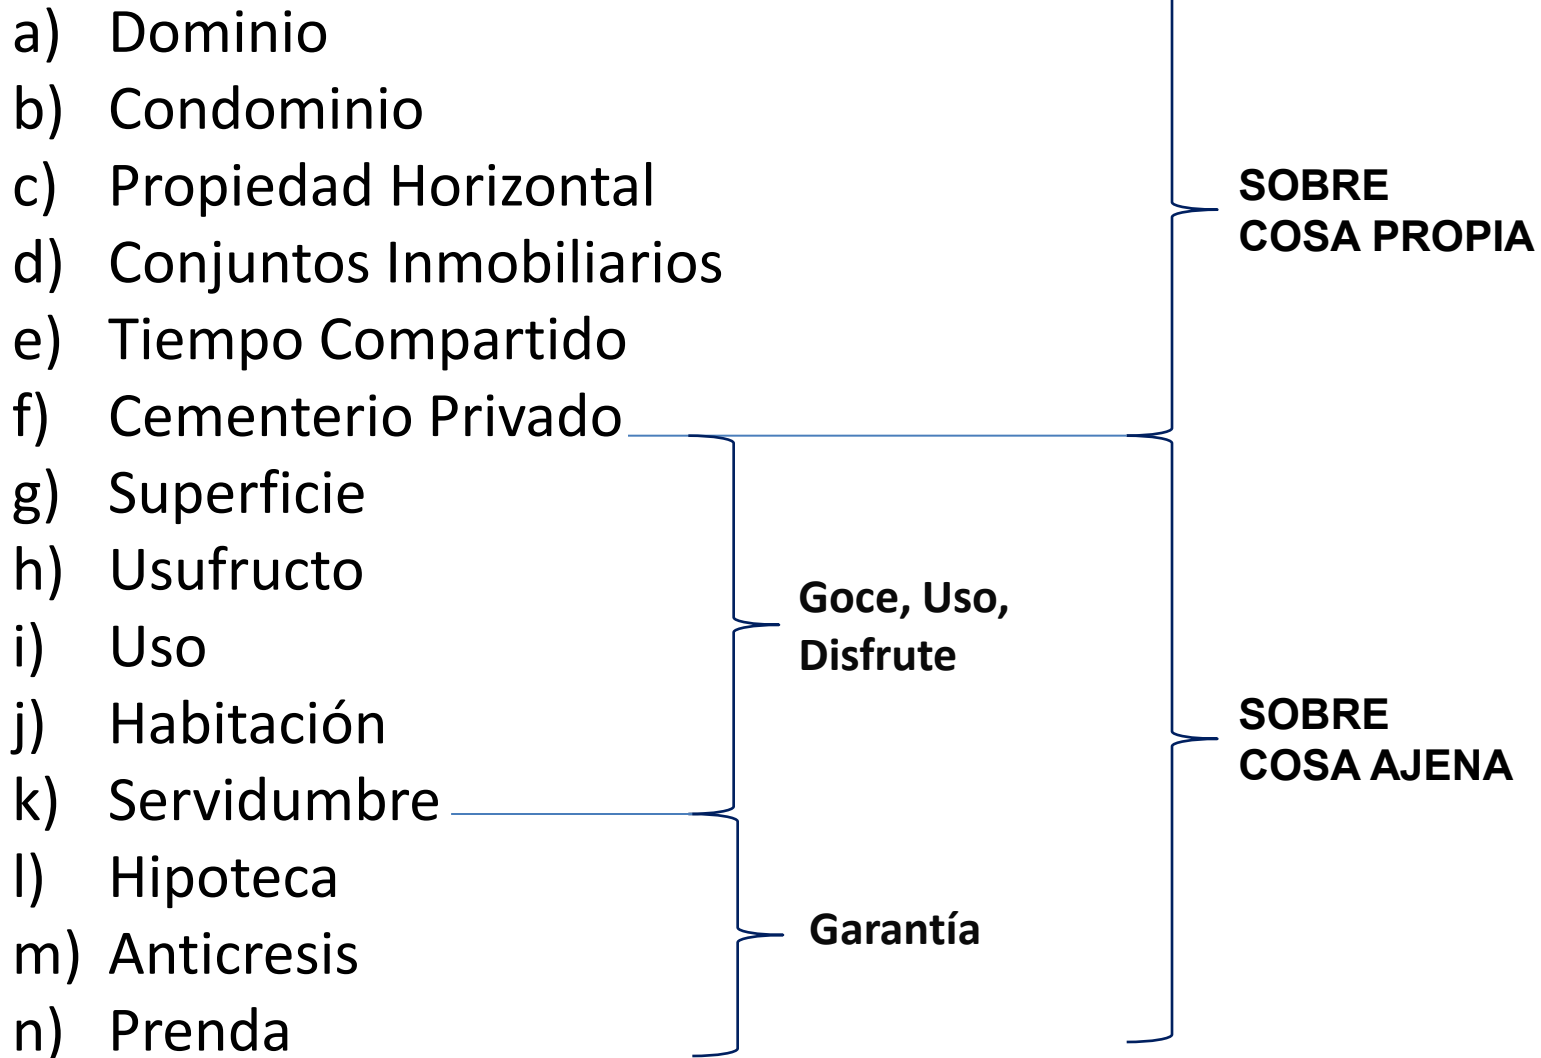 a) Dominio
b) Condominio
c) Propiedad Horizontal
d) Conjuntos Inmobiliarios
e) Tiempo Compartido
f) Cementerio Privado
g) Superficie
h) Usufructo
i) Uso
j) Habitación
k) Servidumbre
l) Hipoteca
m) Anticresis
n) Prenda
Goce, Uso,
Disfrute
Garantía
SOBRE
COSA PROPIA
SOBRE
COSA AJENA